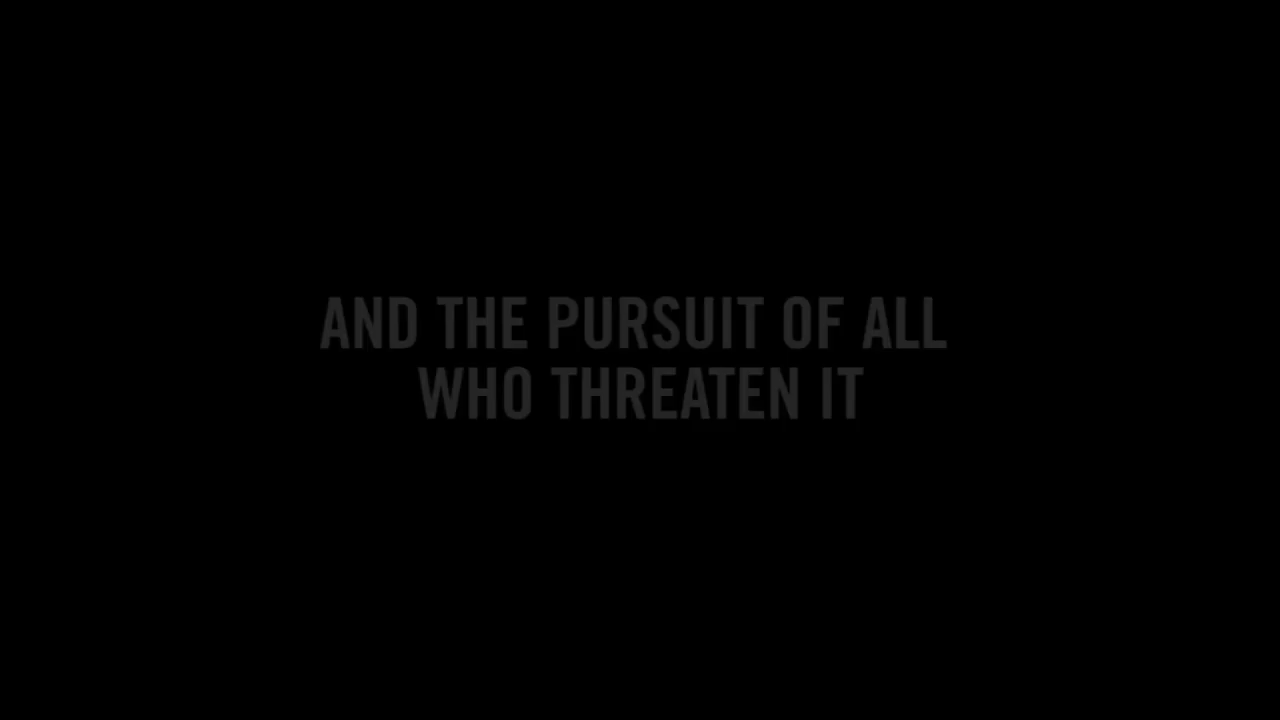 AND THE PURSUIT OF ALL
WHO THREATEN IT